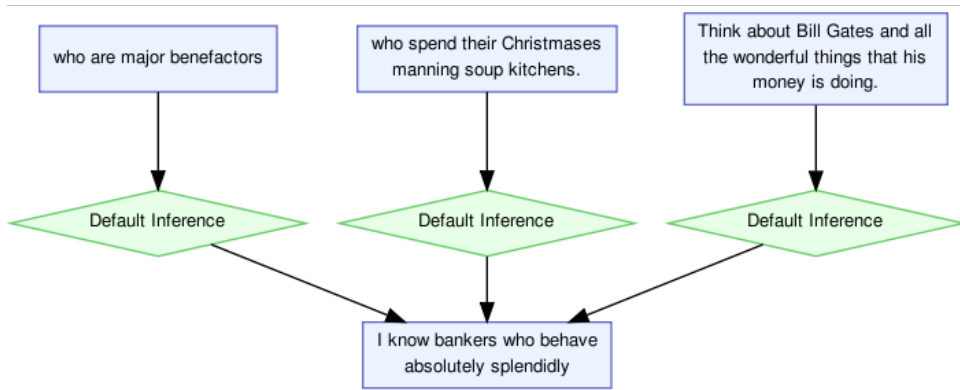 who are major benefactors
who spend their Christmases
manning soup kitchens.
Think about Bill Gates and all
the wonderful things that his
money is doing.
Default Inference
Default Inference
Default Inference
I know bankers who behave
absolutely splendidly